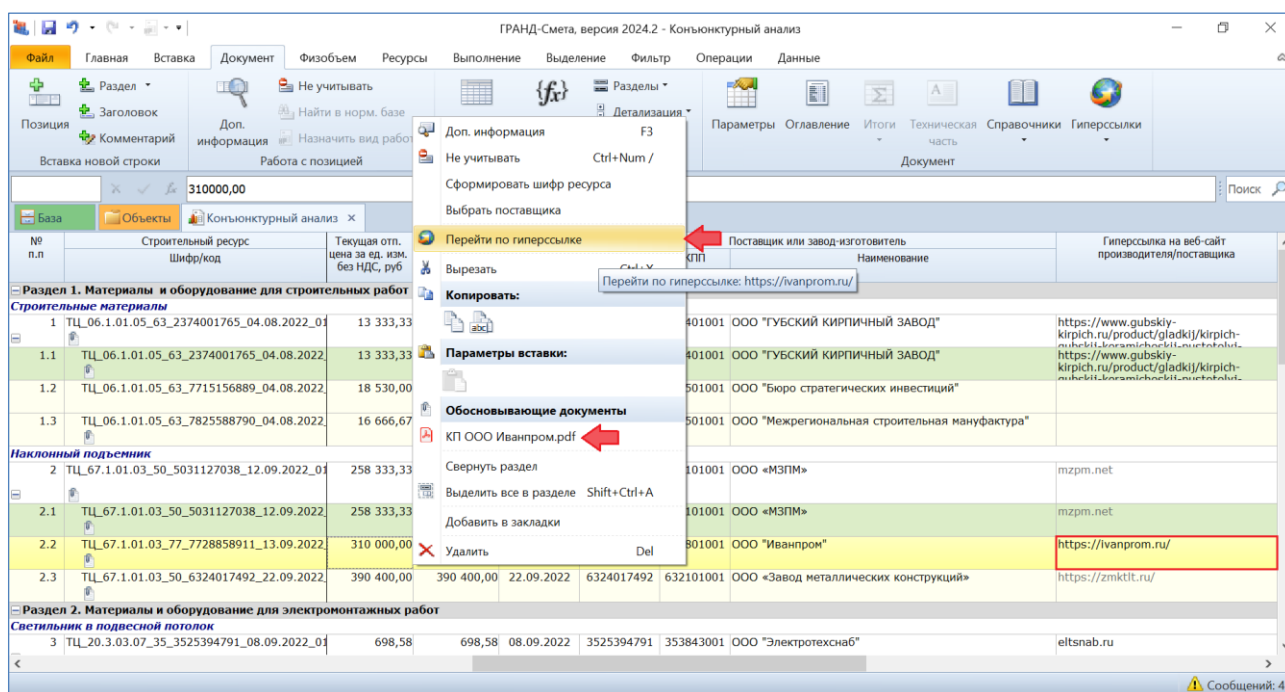 ГРАНД-Смета, версия 2024.2 - Конъюнктурный анализ
Файл Главная Вставка Документ Физобъем Ресурсы Выполнение Выделение Фильтр Операции Данные
Позиция
Раздел
Заголовок
Комментарий
Вставка новой строки
Доп. информация
Не учитывать
Найти в норм. базе
Назначить вид работ
Работа с позицией
{fx}
Разделы
Детализация
Параметры Оглавление Итоги Техническая часть Справочники Гиперссылки
Документ
fx 310000,00
Поиск
База Объекты Конъюнктурный анализ ×
№ п.п
Строительный ресурс
Шифр/код
Текущая отп. цена за ед. изм. без НДС, руб
КПП
Поставщик или завод-изготовитель
Наименование
Гиперссылка на веб-сайт производителя/поставщика
Доп. информация F3
Не учитывать Ctrl+Num /
Сформировать шифр ресурса
Выбрать поставщика
Перейти по гиперссылке
Перейти по гиперссылке: https://ivanprom.ru/
Вырезать
Копировать:
abc
Параметры вставки:
Обосновывающие документы
КП ООО Иванпром.pdf
Свернуть раздел
Выделить все в разделе Shift+Ctrl+A
Добавить в закладки
Удалить Del
Раздел 1. Материалы и оборудование для строительных работ
Строительные материалы
1 ТЦ_06.1.01.05_63_2374001765_04.08.2022_01 13 333,33 401001 ООО "ГУБСКИЙ КИРПИЧНЫЙ ЗАВОД" https://www.gubskiy-
kirpich.ru/product/gladkij/kirpich-
1.1 ТЦ_06.1.01.05_63_2374001765_04.08.2022_ 13 333,33 401001 ООО "ГУБСКИЙ КИРПИЧНЫЙ ЗАВОД" https://www.gubskiy-
kirpich.ru/product/gladkij/kirpich-
1.2 ТЦ_06.1.01.05_63_7715156889_04.08.2022_ 18 530,00 501001 ООО "Бюро стратегических инвестиций"
1.3 ТЦ_06.1.01.05_63_7825588790_04.08.2022_ 16 666,67 501001 ООО "Межрегиональная строительная мануфактура"
Наклонный подъемник
2 ТЦ_67.1.01.03_50_5031127038_12.09.2022_01 258 333,33 101001 ООО «МЗПМ» mzpm.net
2.1 ТЦ_67.1.01.03_50_5031127038_12.09.2022_ 258 333,33 101001 ООО «МЗПМ» mzpm.net
2.2 ТЦ_67.1.01.03_77_7728858911_13.09.2022_ 310 000,00 801001 ООО "Иванпром" https://ivanprom.ru/
2.3 ТЦ_67.1.01.03_50_6324017492_22.09.2022_ 390 400,00 390 400,00 22.09.2022 6324017492 632101001 ООО «Завод металлических конструкций» https://zmktlt.ru/
Раздел 2. Материалы и оборудование для электромонтажных работ
Светильник в подвесной потолок
3 ТЦ_20.3.03.07_35_3525394791_08.09.2022_01 698,58 698,58 08.09.2022 3525394791 353843001 ООО "Электротехснаб" eltsnab.ru
Сообщений: 4